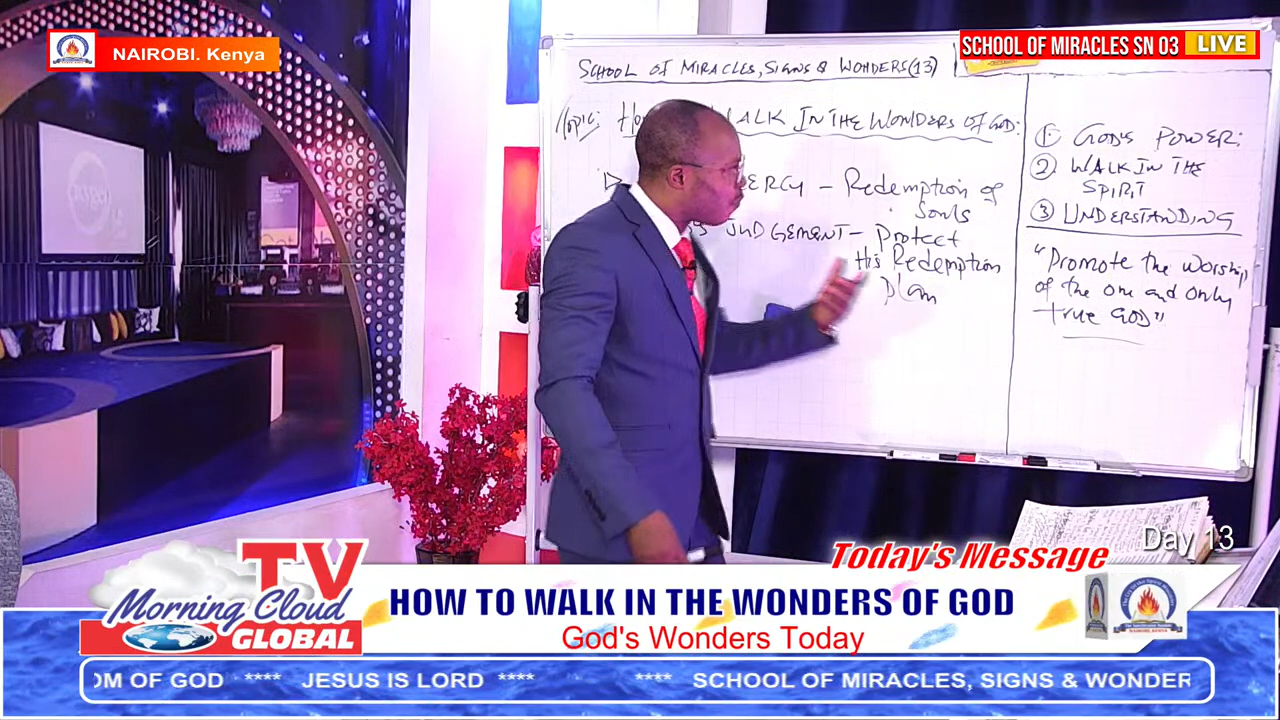 NAIROBI. Kenya
SCHOOL OF MIRACLES SN 03 LIVE
SCHOOL OF MIRACLES, SIGNS & WONDERS (13)
Topic: WALK IN THE WONDERS OF GOD:
Redemption of
Souls
JUDGEMENT - Protect
His Redemption
plan
① GODS POWER:
② WALK IN THE
SPIRIT
③ UNDERSTANDING
"Promote the worship
of the one and only
true GOD"
oxygen
Day 13
Today's Message
TV
Morning Cloud
GLOBAL
HOW TO WALK IN THE WONDERS OF GOD
God's Wonders Today
NAIROBI, KENYA
OM OF GOD **** JESUS IS LORD **** **** SCHOOL OF MIRACLES, SIGNS & WONDER